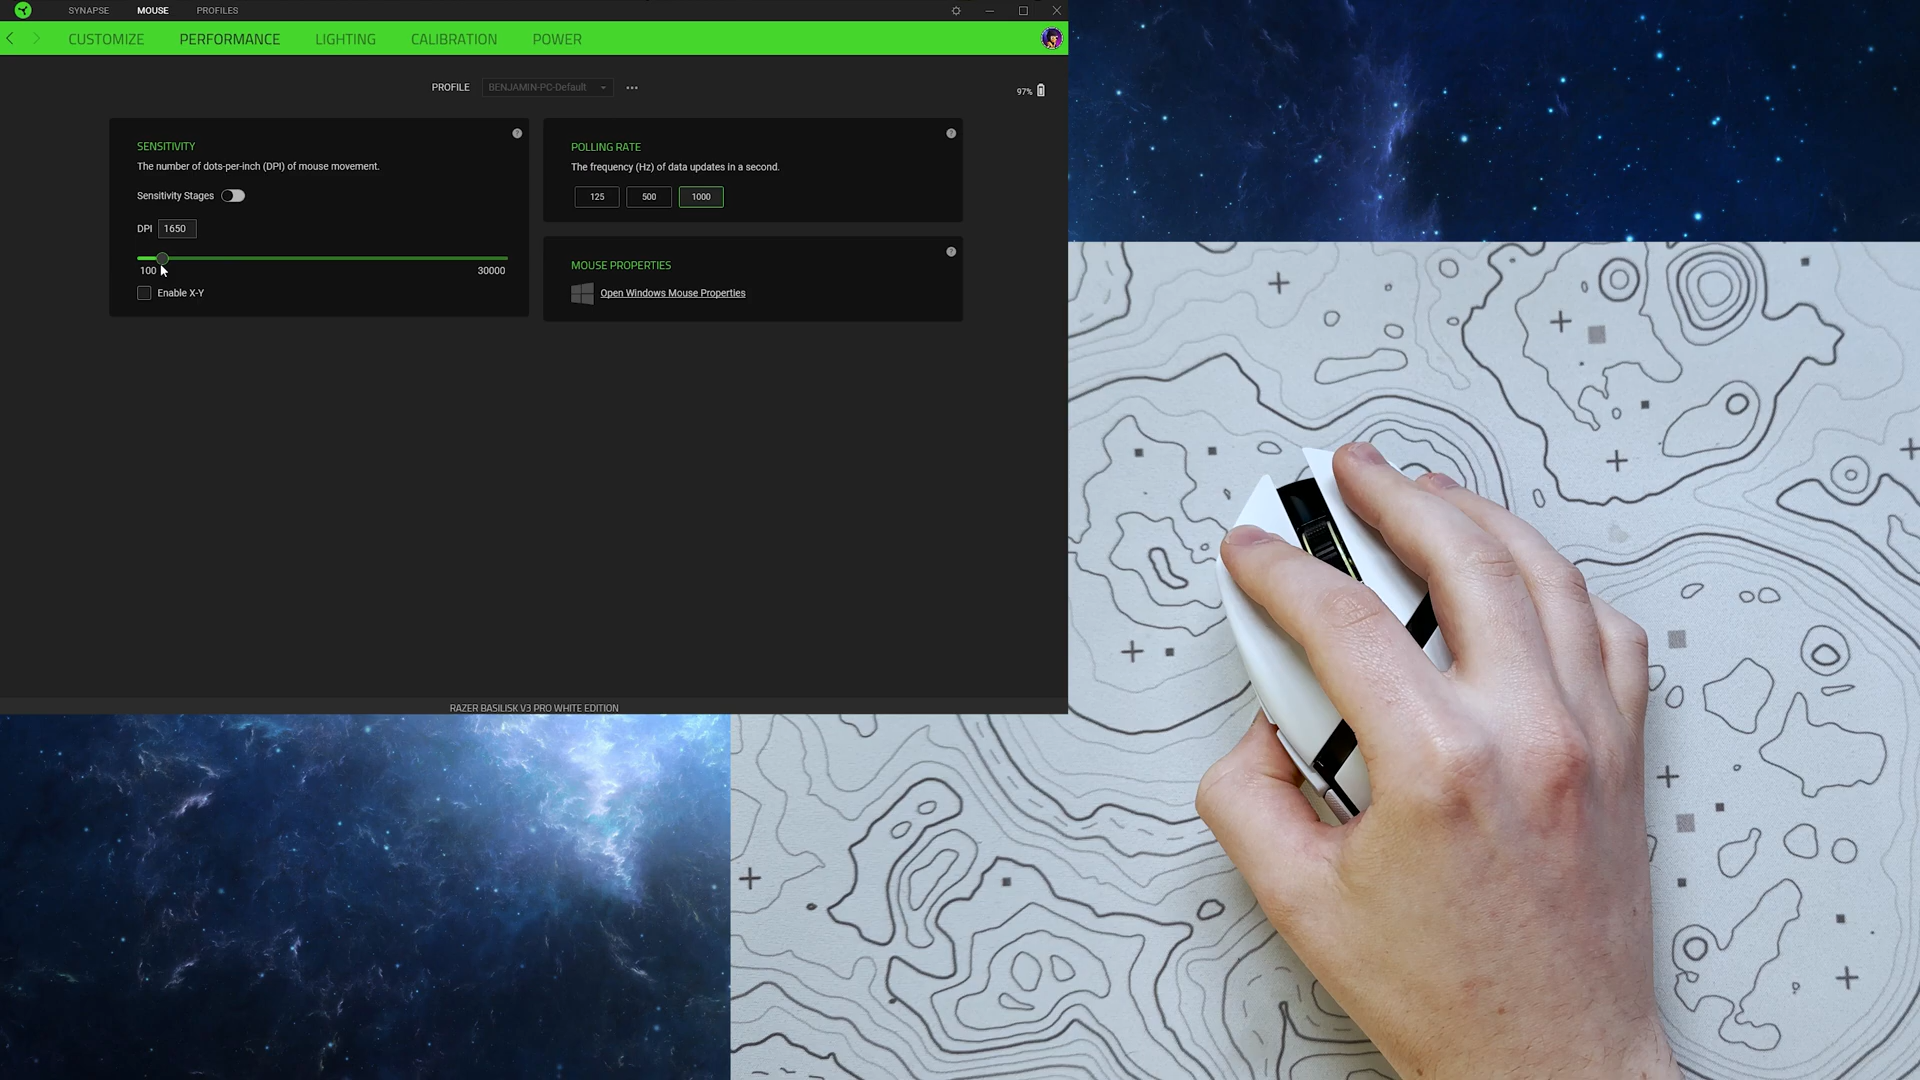 SYNAPSE MOUSE PROFILES
CUSTOMIZE PERFORMANCE LIGHTING CALIBRATION POWER
PROFILE BENJAMIN-PC-Default
97%
SENSITIVITY
The number of dots-per-inch (DPI) of mouse movement.
Sensitivity Stages
DPI 1650
100 30000
Enable X-Y
POLLING RATE
The frequency (Hz) of data updates in a second.
125 500 1000
MOUSE PROPERTIES
Open Windows Mouse Properties
RAZER BASILISK V3 PRO WHITE EDITION